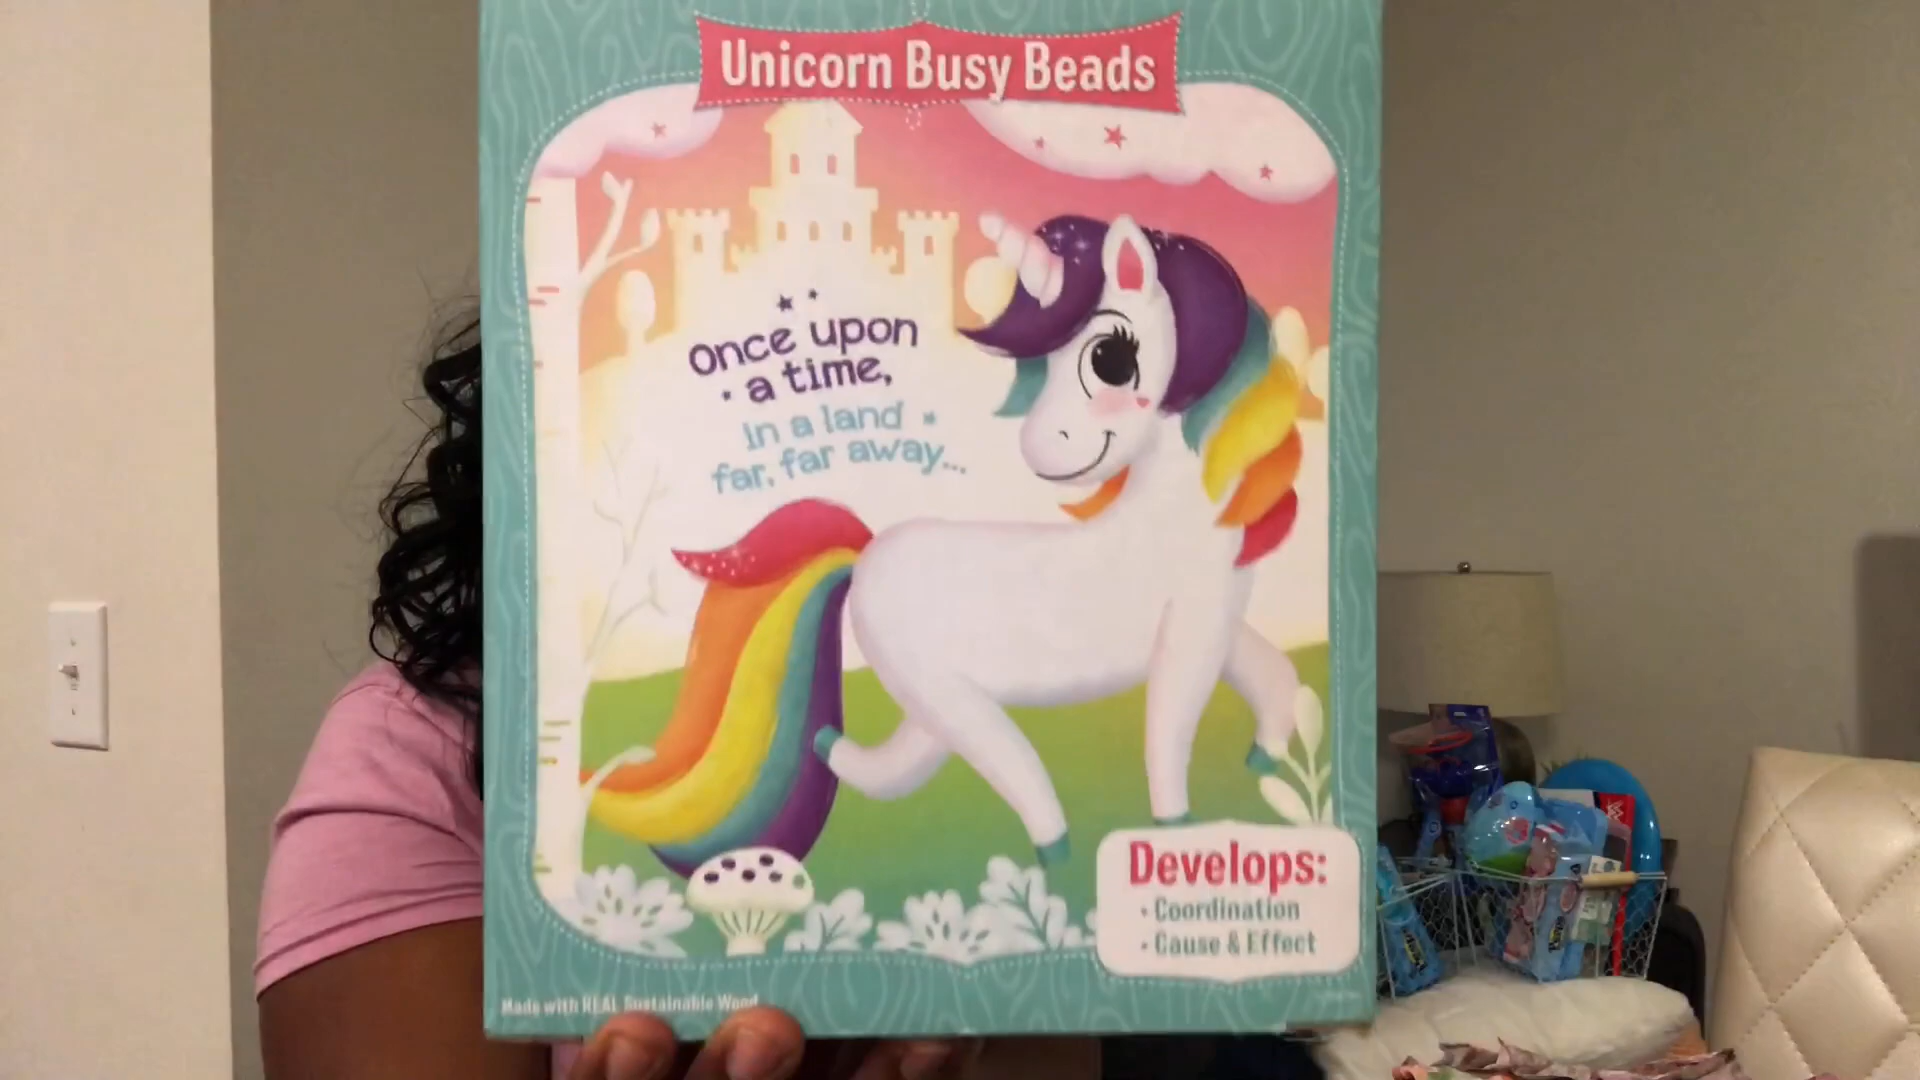 Unicorn Busy Beads
Once upon
a time,
in a land
far, far away...
Develops:
• Coordination
• Cause & Effect
Made with REAL Sustainable Wood